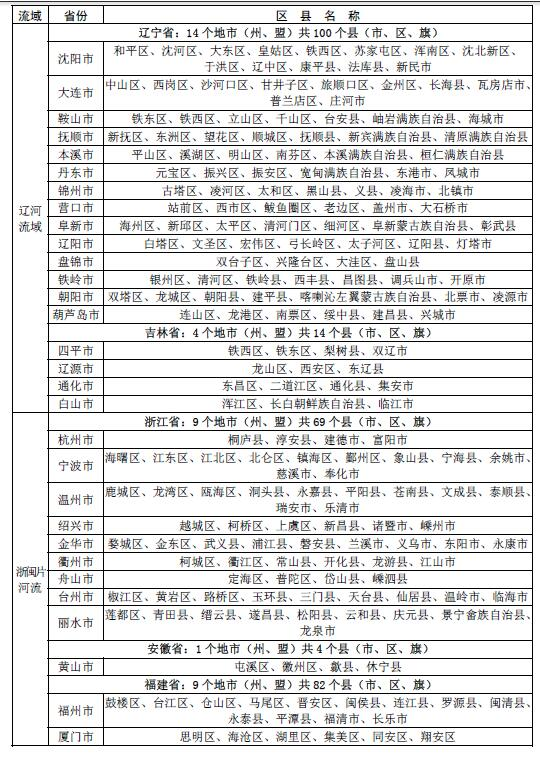 流域 省份 区 县 名 称
辽宁省：14 个地市（州、盟）共 100 个县（市、区、旗）
沈阳市 和平区、沈河区、大东区、皇姑区、铁西区、苏家屯区、浑南区、沈北新区、
于洪区、辽中区、康平县、法库县、新民市
大连市 中山区、西岗区、沙河口区、甘井子区、旅顺口区、金州区、长海县、瓦房店市、
普兰店区、庄河市
鞍山市 铁东区、铁西区、立山区、千山区、台安县、岫岩满族自治县、海城市
抚顺市 新抚区、东洲区、望花区、顺城区、抚顺县、新宾满族自治县、清原满族自治县
本溪市 平山区、溪湖区、明山区、南芬区、本溪满族自治县、桓仁满族自治县
丹东市 元宝区、振兴区、振安区、宽甸满族自治县、东港市、凤城市
锦州市 古塔区、凌河区、太和区、黑山县、义县、凌海市、北镇市
营口市 站前区、西市区、鲅鱼圈区、老边区、盖州市、大石桥市
辽河
流域
阜新市 海州区、新邱区、太平区、清河门区、细河区、阜新蒙古族自治县、彰武县
辽阳市 白塔区、文圣区、宏伟区、弓长岭区、太子河区、辽阳县、灯塔市
盘锦市 双台子区、兴隆台区、大洼区、盘山县
铁岭市 银州区、清河区、铁岭县、西丰县、昌图县、调兵山市、开原市
朝阳市 双塔区、龙城区、朝阳县、建平县、喀喇沁左翼蒙古族自治县、北票市、凌源市
葫芦岛市 连山区、龙港区、南票区、绥中县、建昌县、兴城市
吉林省：4 个地市（州、盟）共 14 个县（市、区、旗）
四平市 铁西区、铁东区、梨树县、双辽市
辽源市 龙山区、西安区、东辽县
通化市 东昌区、二道江区、通化县、集安市
白山市 浑江区、长白朝鲜族自治县、临江市
浙江省：9 个地市（州、盟）共 69 个县（市、区、旗）
杭州市 桐庐县、淳安县、建德市、富阳市
宁波市 海曙区、江东区、江北区、北仑区、镇海区、鄞州区、象山县、宁海县、余姚市、
慈溪市、奉化市
温州市 鹿城区、龙湾区、瓯海区、洞头县、永嘉县、平阳县、苍南县、文成县、泰顺县、
瑞安市、乐清市
绍兴市 越城区、柯桥区、上虞区、新昌县、诸暨市、嵊州市
金华市 婺城区、金东区、武义县、浦江县、磐安县、兰溪市、义乌市、东阳市、永康市
浙闽片
河流
衢州市 柯城区、衢江区、常山县、开化县、龙游县、江山市
舟山市 定海区、普陀区、岱山县、嵊泗县
台州市 椒江区、黄岩区、路桥区、玉环县、三门县、天台县、仙居县、温岭市、临海市
丽水市 莲都区、青田县、缙云县、遂昌县、松阳县、云和县、庆元县、景宁畲族自治县、
龙泉市
安徽省：1 个地市（州、盟）共 4 个县（市、区、旗）
黄山市 屯溪区、徽州区、歙县、休宁县
福建省：9 个地市（州、盟）共 82 个县（市、区、旗）
福州市 鼓楼区、台江区、仓山区、马尾区、晋安区、闽侯县、连江县、罗源县、闽清县、
永泰县、平潭县、福清市、长乐市
厦门市 思明区、海沧区、湖里区、集美区、同安区、翔安区